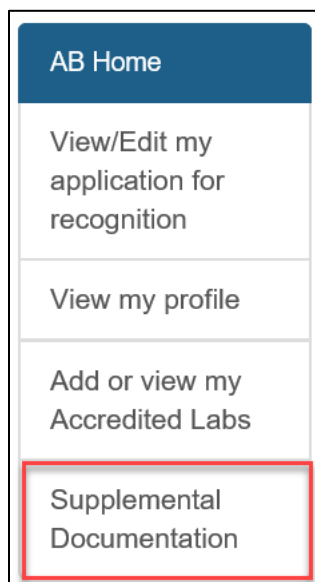 AB Home
View/Edit my
application for
recognition
View my profile
Add or view my
Accredited Labs
Supplemental
Documentation